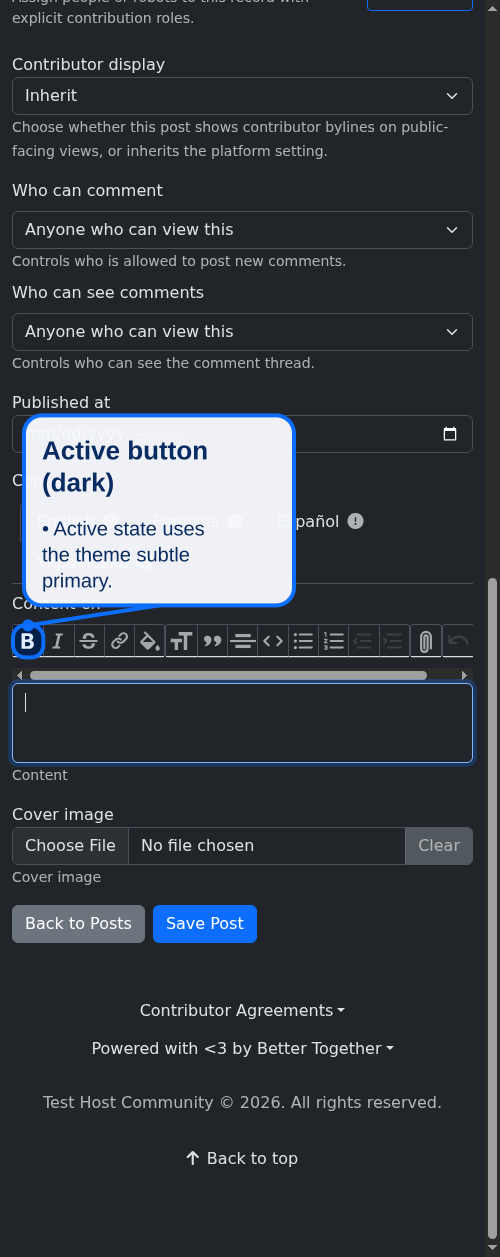 Assign people or robots to this record with
explicit contribution roles.
Contributor display
Inherit
Choose whether this post shows contributor bylines on public-
facing views, or inherits the platform setting.
Who can comment
Anyone who can view this
Controls who is allowed to post new comments.
Who can see comments
Anyone who can view this
Controls who can see the comment thread.
Published at
mm/dd/yyyy
Active button
(dark)
Español
• Active state uses
the theme subtle
primary.
Content en
B I S
Content
Cover image
Choose File No file chosen Clear
Cover image
Back to Posts Save Post
Contributor Agreements
Powered with <3 by Better Together
Test Host Community © 2026. All rights reserved.
Back to top